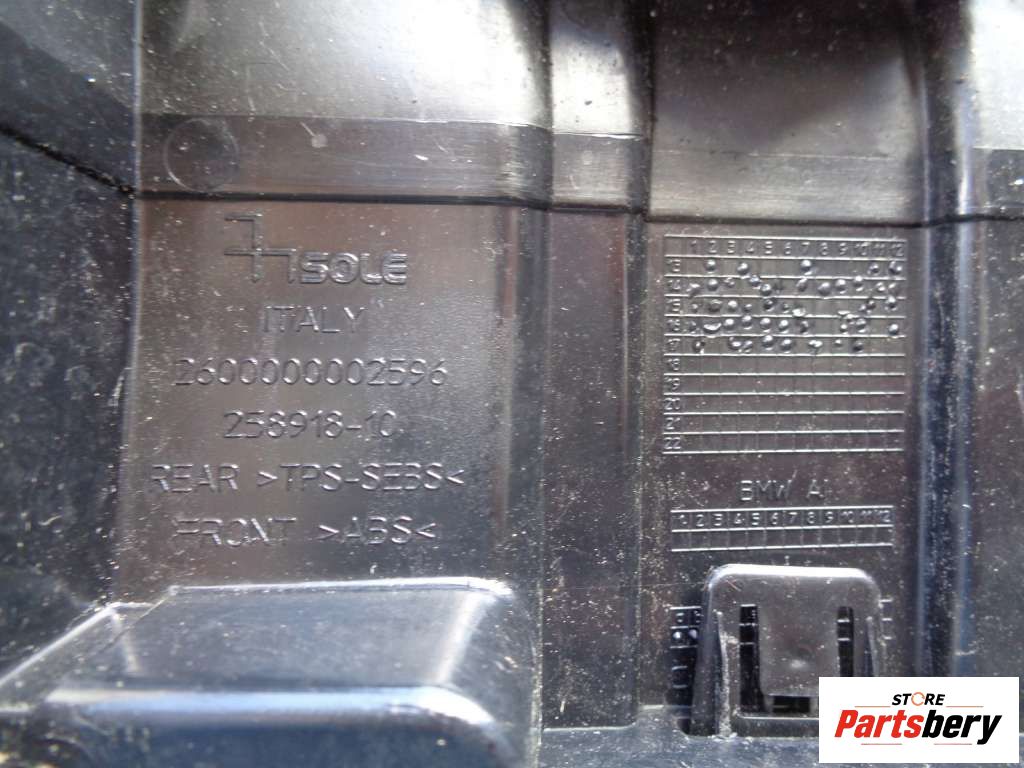 SOLE
ITALY
2600000002596
258918-10
REAR >TPS-SEBS<
FRONT >ABS<
1 2 3 4 5 6 7 8 9 10 11 12
13
14
15
16
17
18
19
20
21
22
BMW AI
1 2 3 4 5 6 7 8 9 10 11 12
STORE
Partsbery